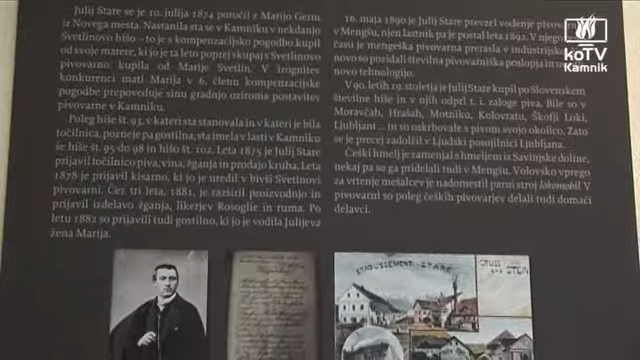 Julij Stare se je 10. julija 1874 poročil z Marijo Germ
iz Novega mesta. Nastanila sta se v Kamniku v nekdanjo
Svetlinovo hišo – to je s kompenzacijsko pogodbo kupil
od svoje matere, ki jo je ta leto poprej skupaj s Svetlinovo
pivovarno kupila od Marije Svetlin. V izognitev
konkurenci mati Marija v 6. členu kompenzacijske
pogodbe prepoveduje sinu gradnjo oziroma postavitev
pivovarne v Kamniku.
Poleg hiše št. 93, v kateri sta stanovala in v kateri je bila
točilnica, pozneje pa gostilna, sta imela v lasti v Kamniku
še hiše št. 95 do 98 in hišo št. 102. Leta 1875 je Julij Stare
prijavil točilnico piva, vina, žganja in prodajo kruha. Leta
1878 je prijavil kisarno, ki jo je uredil v bivši Svetlinovi
pivovarni. Čez tri leta, 1881, je razširil proizvodnjo in
prijavil izdelavo žganja, likerjev Rosoglie in ruma. Po
letu 1882 so prijavili tudi gostilno, ki jo je vodila Julijeva
žena Marija.
16. maja 1890 je Julij Stare prevzel vodenje pivovarne
v Mengšu, njen lastnik pa je postal leta 1892. V njegovem
času je mengeška pivovarna prerasla v industrijsko
novo so pozidali številna pivovarniška poslopja in
novo tehnologijo.
V 90. letih 19. stoletja je Julij Stare kupil po Slovenskem
številne hiše in v njih odprl t. i. zaloge piva. Bile so v
Moravčah, Hrašah, Motniku, Kolovratu, Škofji Loki,
Ljubljani ... In so oskrbovale s pivom svojo okolico. Zato
se je precej zadolžil v Ljudski posojilnici Ljubljana.
Češki hmelj je zamenjal s hmeljem iz Savinjske doline,
nekaj pa so ga pridelali tudi v Mengšu. Volovsko vprego
za vrtenje mešalcev je nadomestil parni stroj lokomobil. V
pivovarni so poleg čeških pivovarjev delali tudi domači
delavci.
koTV
Kamnik
ETABLISSEMENT STARE
GRUSS
AUS STEIN